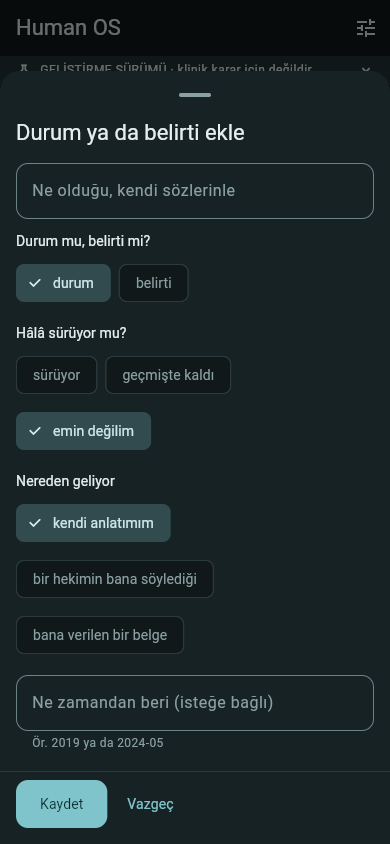 Human OS
GELİŞTİRME SÜRÜMÜ · klinik karar için değildir
Durum ya da belirti ekle
Ne olduğu, kendi sözlerinle
Durum mu, belirti mi?
durum
belirti
Hâlâ sürüyor mu?
sürüyor
geçmişte kaldı
emin değilim
Nereden geliyor
kendi anlatımım
bir hekimin bana söylediği
bana verilen bir belge
Ne zamandan beri (isteğe bağlı)
Ör. 2019 ya da 2024-05
Kaydet
Vazgeç